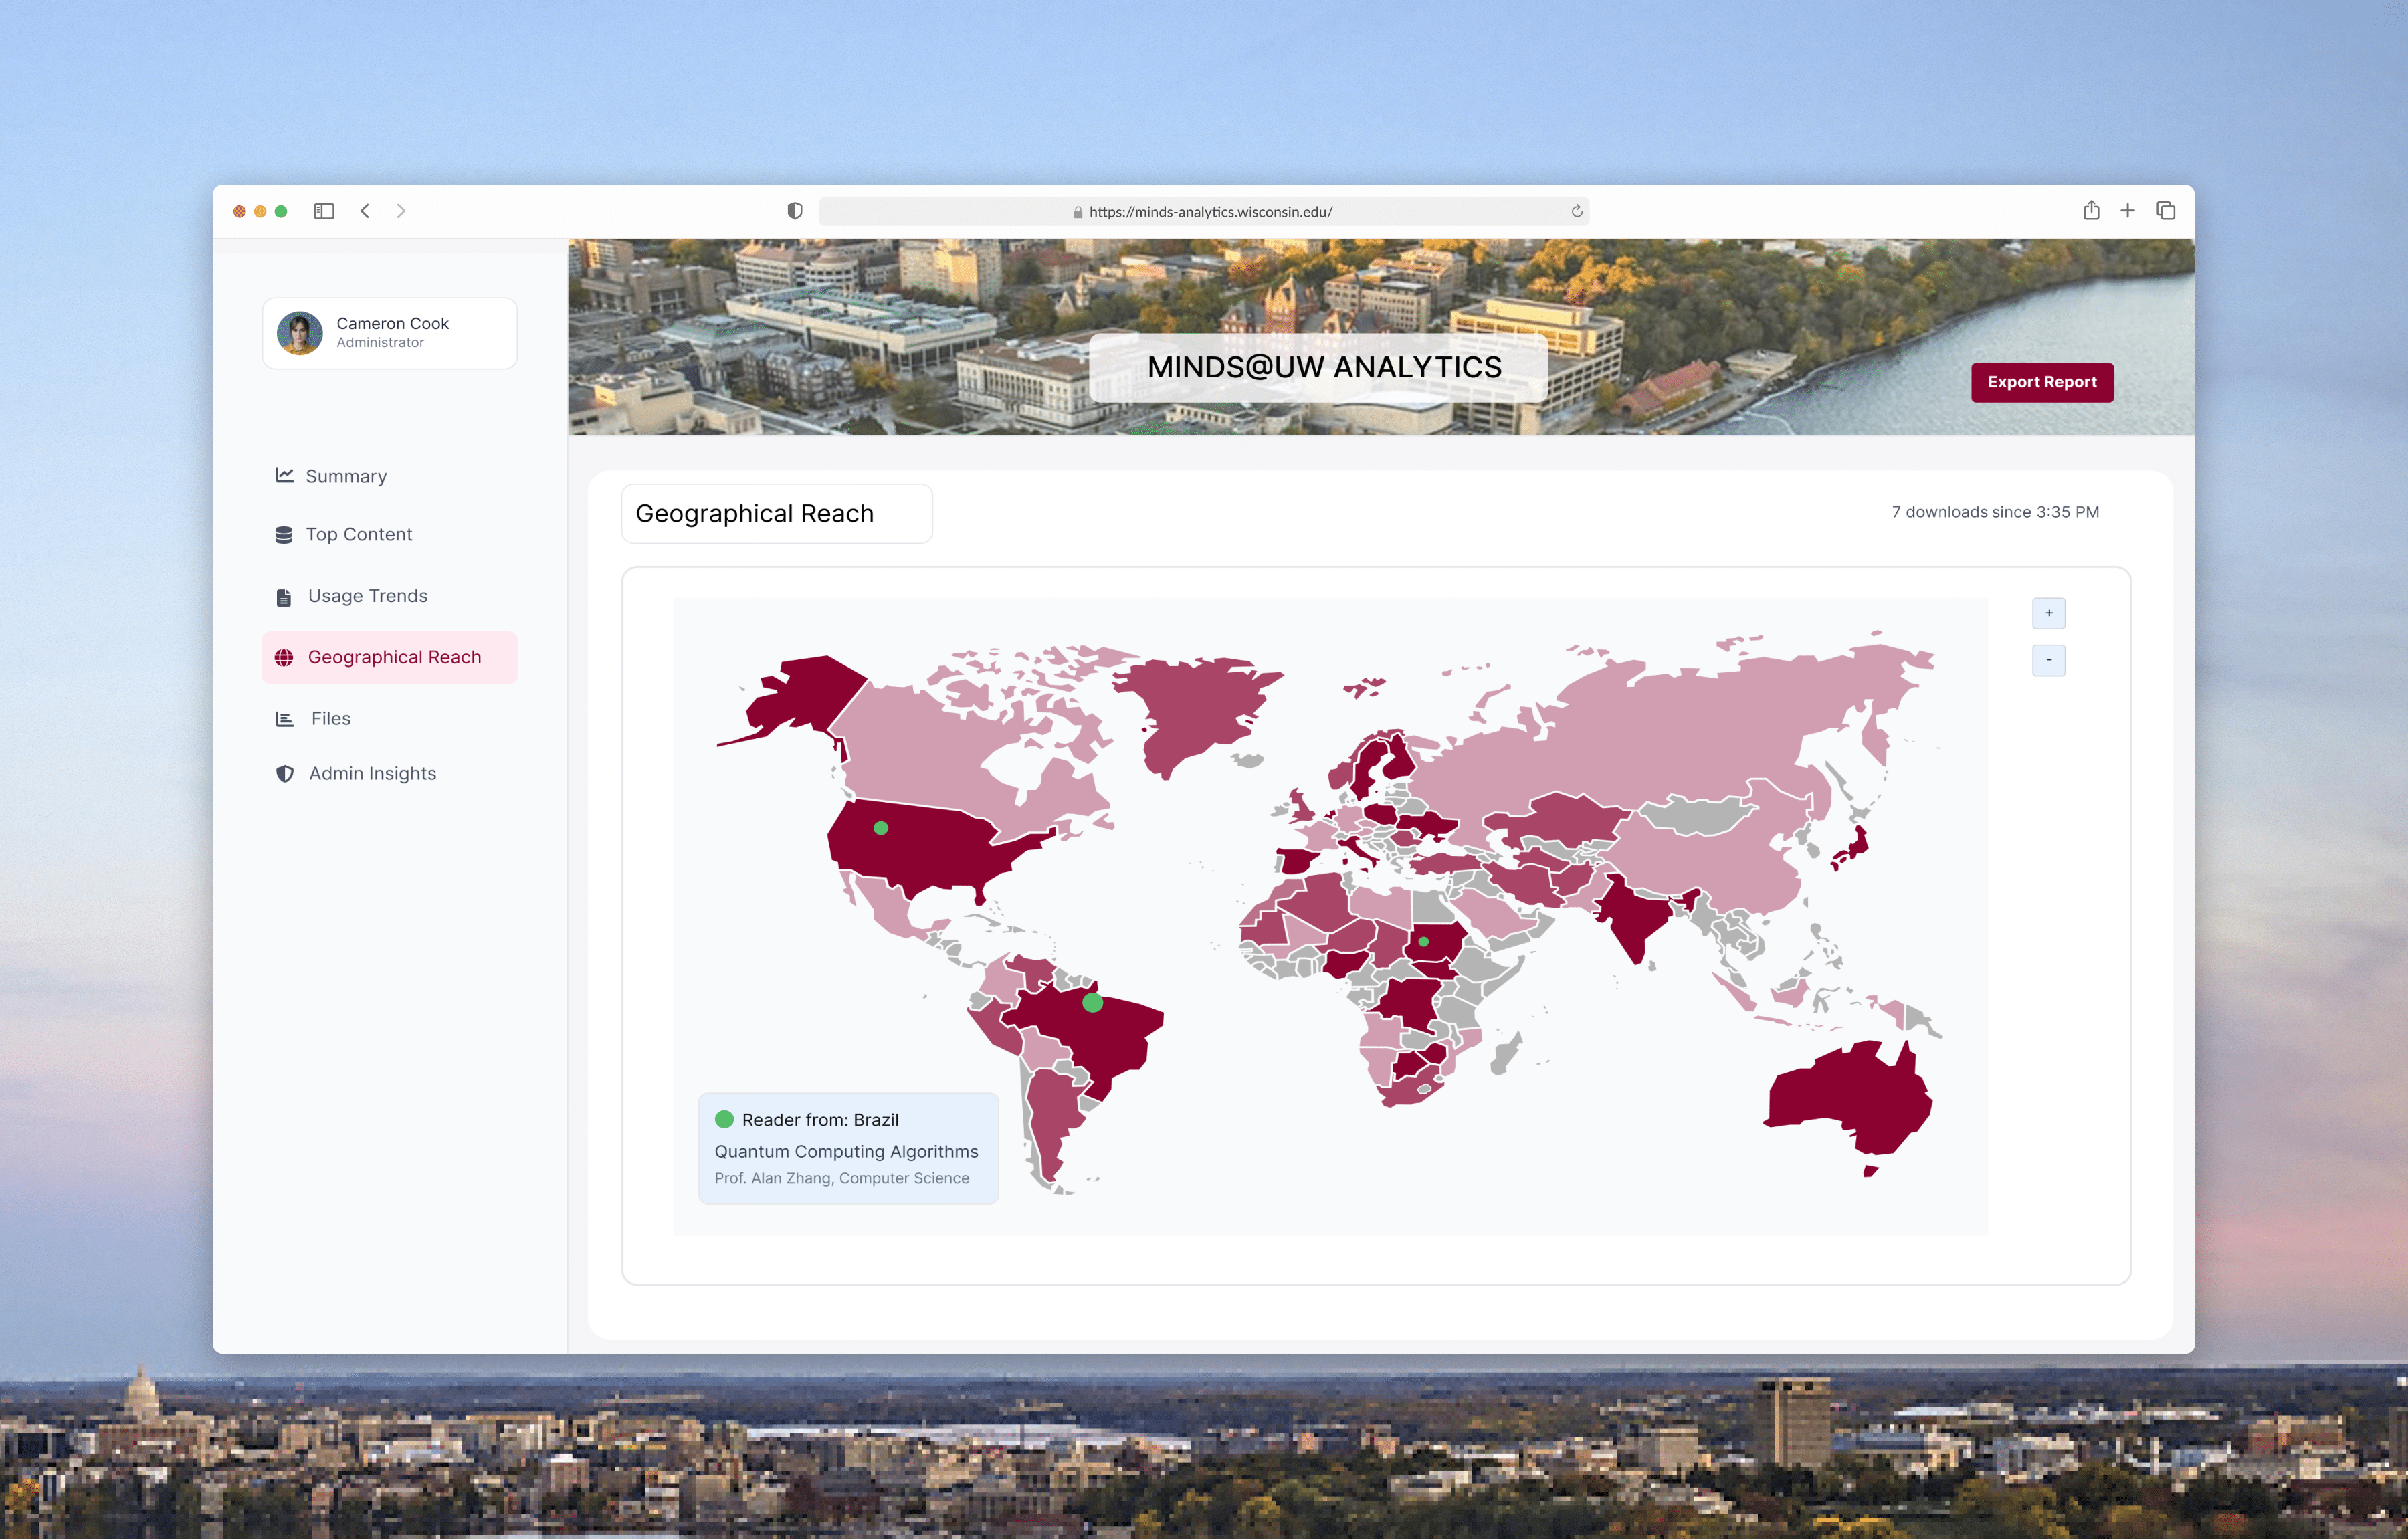 https://minds-analytics.wisconsin.edu/
Cameron Cook
Administrator
MINDS@UW ANALYTICS
Export Report
Summary
Top Content
Usage Trends
Geographical Reach
Files
Admin Insights
Geographical Reach
7 downloads since 3:35 PM
+
-
Reader from: Brazil
Quantum Computing Algorithms
Prof. Alan Zhang, Computer Science